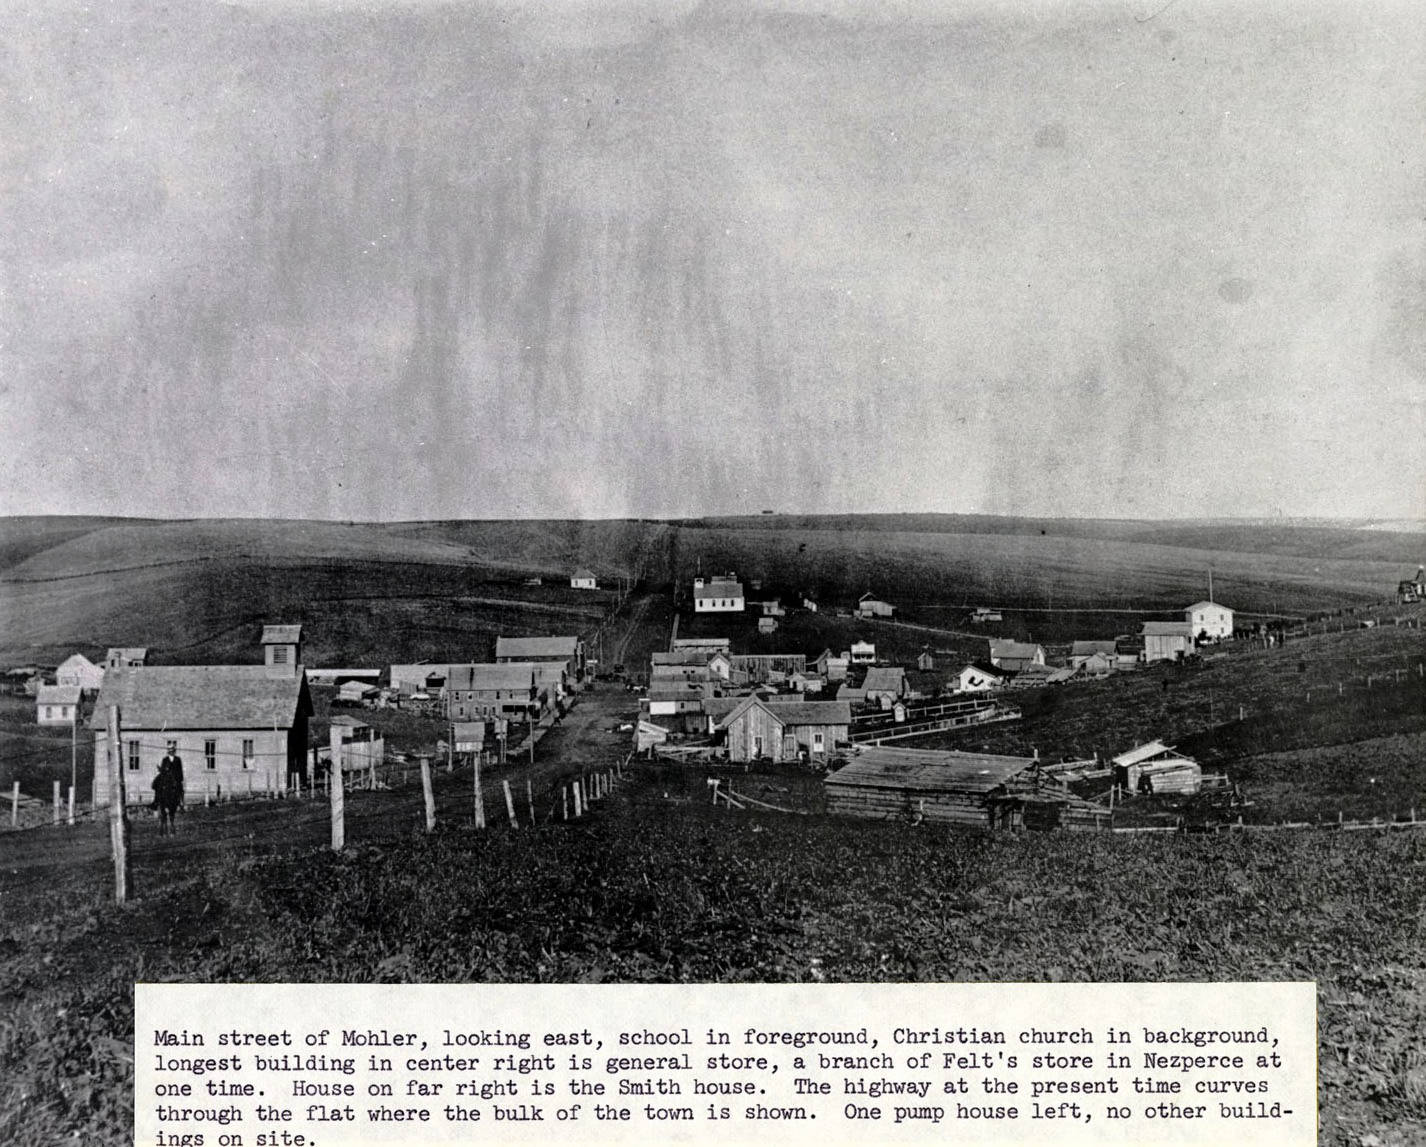 Main street of Mohler, looking east, school in foreground, Christian church in background,
longest building in center right is general store, a branch of Felt's store in Nezperce at
one time.  House on far right is the Smith house.  The highway at the present time curves
through the flat where the bulk of the town is shown.  One pump house left, no other build-
ings on site.